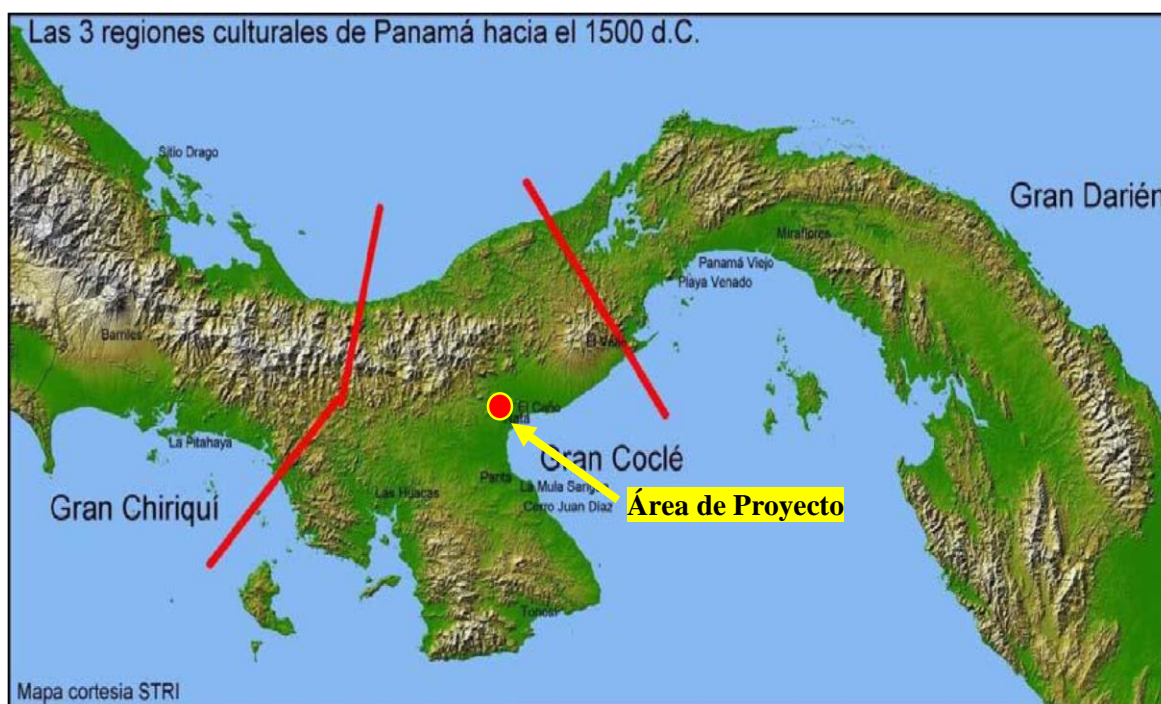 Las 3 regiones culturales de Panamá hacia el 1500 d.C.
Sitio Drago
Gran Darién
Miraflores
Panamá Viejo
Playa Venado
Barriles
El Valle
El Caño
La Pitahaya
Gran Coclé
Parita
La Mula Sarigua
Las Huacas
Área de Proyecto
Gran Chiriquí
Cerro Juan Díaz
Mapa cortesia STRI